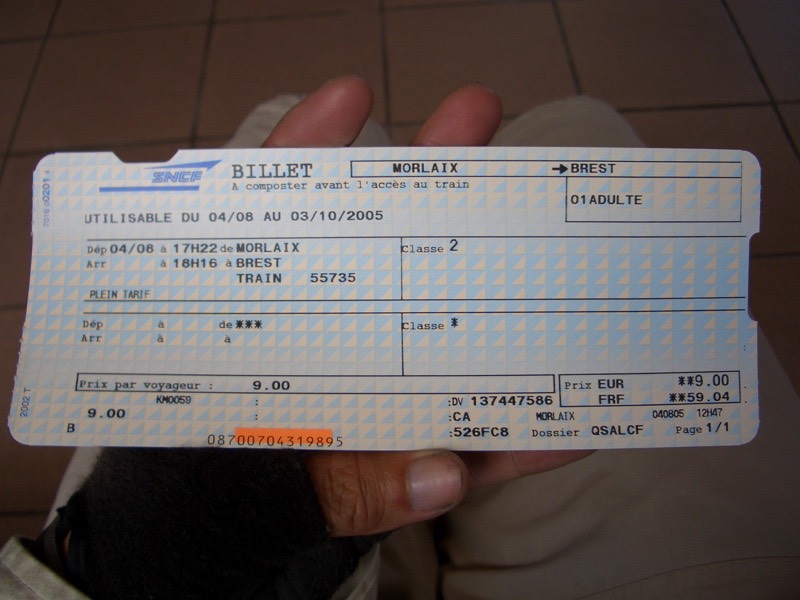 SNCF BILLET MORLAIX →BREST
A composter avant l'accès au train
01ADULTE
UTILISABLE DU 04/08 AU 03/10/2005
Dép 04/08 à 17H22 de MORLAIX Classe 2
Arr à 18H16 à BREST
TRAIN 55735
PLEIN TARIF
Dép à de *** Classe *
Arr à à
Prix par voyageur : 9.00 Prix EUR **9.00
FRF **59.04
KM0059 : :DV 137447586
9.00 : :CA MORLAIX 040805 12H47
B 08700704319895 :526FC8 Dossier QSALCF Page 1/1
2002 T